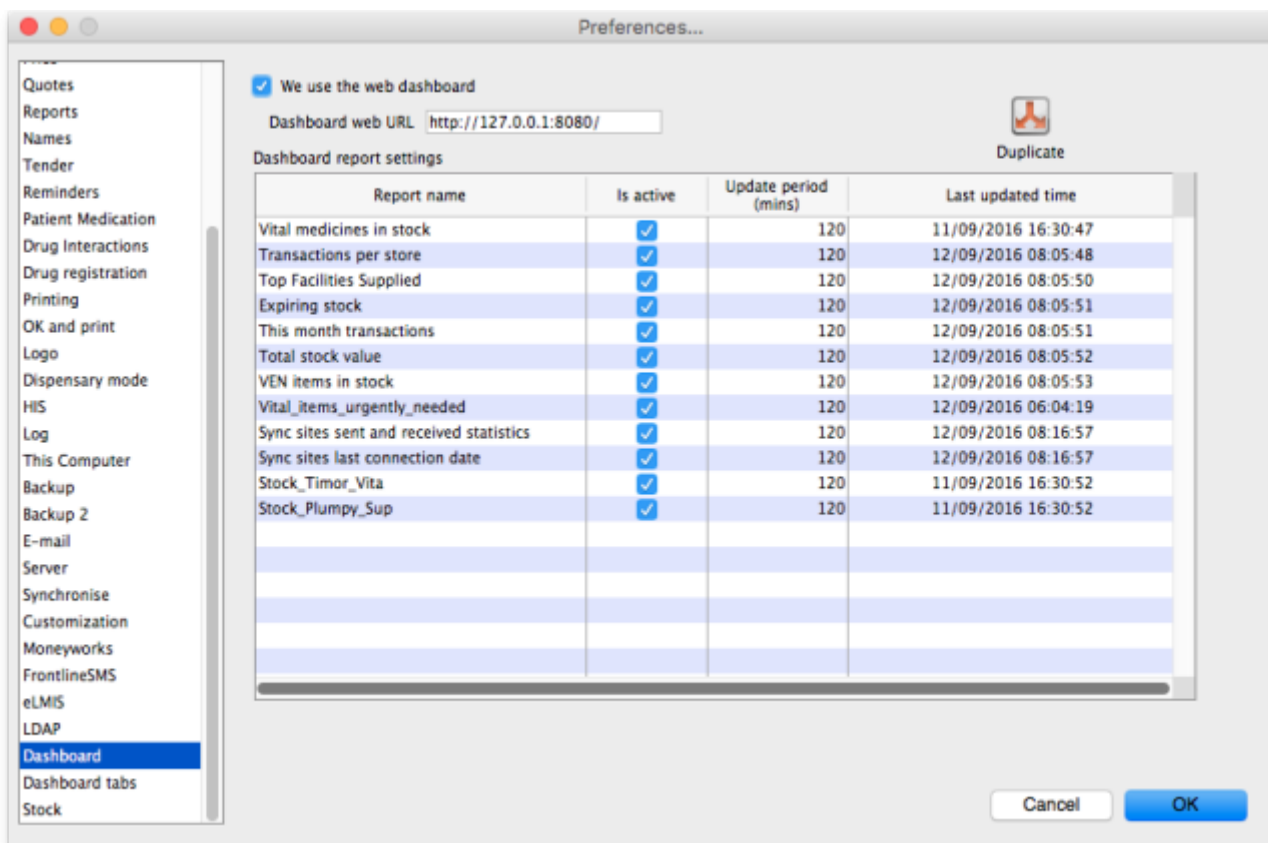 Preferences...
Quotes
Reports
Names
Tender
Reminders
Patient Medication
Drug Interactions
Drug registration
Printing
OK and print
Logo
Dispensary mode
HIS
Log
This Computer
Backup
Backup 2
E-mail
Server
Synchronise
Customization
Moneyworks
FrontlineSMS
eLMIS
LDAP
Dashboard
Dashboard tabs
Stock
We use the web dashboard
Dashboard web URL http://127.0.0.1:8080/
Duplicate
Dashboard report settings
Report name Is active Update period (mins) Last updated time
Vital medicines in stock 120 11/09/2016 16:30:47
Transactions per store 120 12/09/2016 08:05:48
Top Facilities Supplied 120 12/09/2016 08:05:50
Expiring stock 120 12/09/2016 08:05:51
This month transactions 120 12/09/2016 08:05:51
Total stock value 120 12/09/2016 08:05:52
VEN items in stock 120 12/09/2016 08:05:53
Vital_items_urgently_needed 120 12/09/2016 06:04:19
Sync sites sent and received statistics 120 12/09/2016 08:16:57
Sync sites last connection date 120 12/09/2016 08:16:57
Stock_Timor_Vita 120 11/09/2016 16:30:52
Stock_Plumpy_Sup 120 11/09/2016 16:30:52
Cancel OK